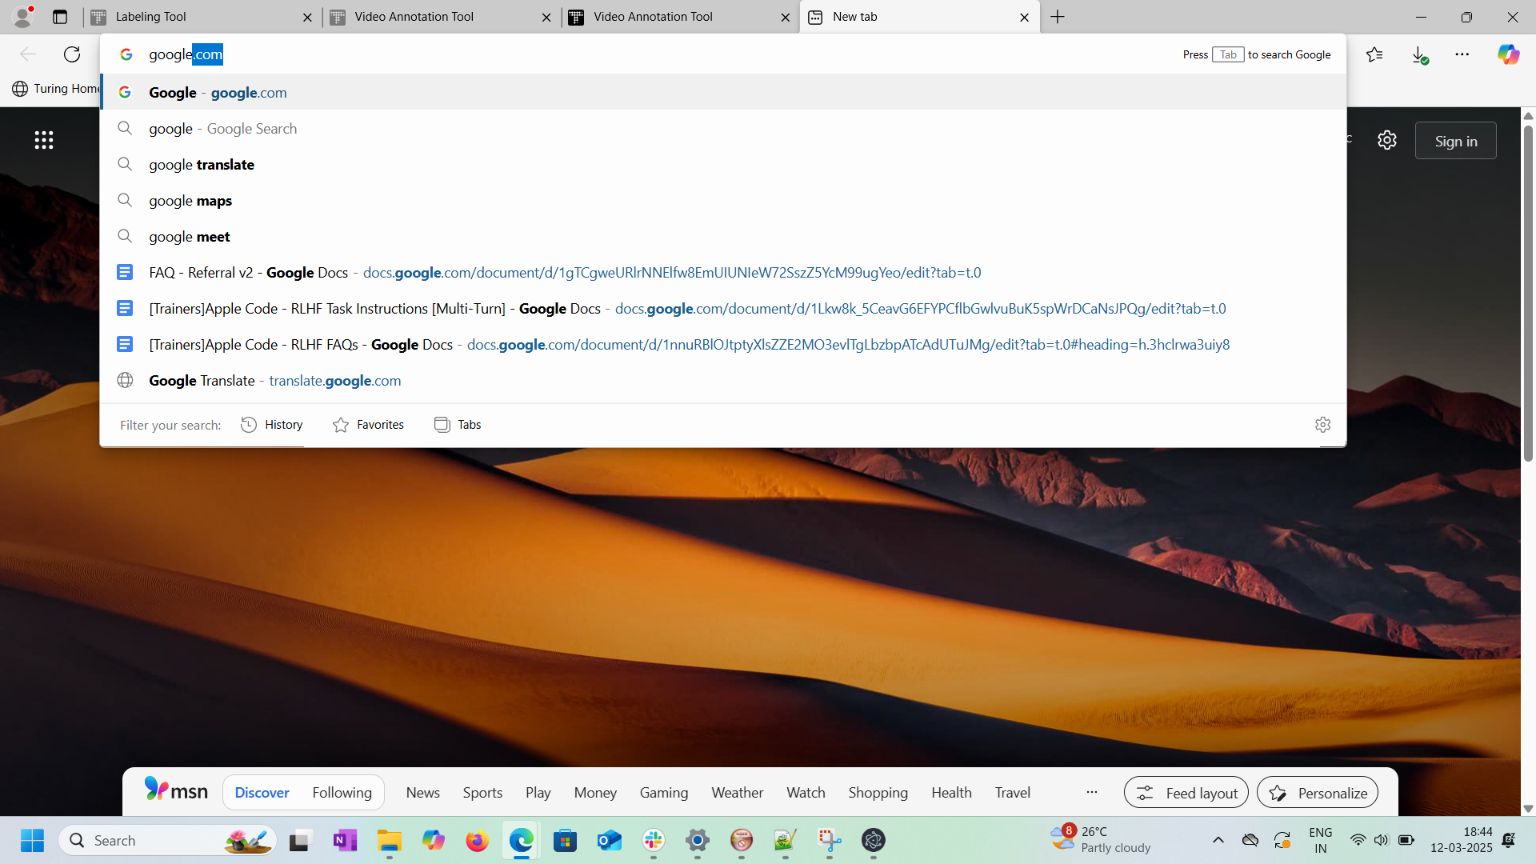 Labeling Tool
Video Annotation Tool
Video Annotation Tool
New tab
google.com
Press Tab to search Google
Turing Hom
Google - google.com
google - Google Search
google translate
google maps
google meet
FAQ - Referral v2 - Google Docs - docs.google.com/document/d/1gTCgweURlrNNElfw8EmUIUNIeW72SszZ5YcM99ugYeo/edit?tab=t.0
[Trainers]Apple Code - RLHF Task Instructions [Multi-Turn] - Google Docs - docs.google.com/document/d/1Lkw8k_5CeavG6EFYPCflbGwlvuBuK5spWrDCaNsJPQg/edit?tab=t.0
[Trainers]Apple Code - RLHF FAQs - Google Docs - docs.google.com/document/d/1nnuRBlOJtptyXlsZZE2MO3evlTgLbzbpATcAdUTuJMg/edit?tab=t.0#heading=h.3hclrwa3uiy8
Google Translate - translate.google.com
Filter your search: History Favorites Tabs
Sign in
msn Discover Following News Sports Play Money Gaming Weather Watch Shopping Health Travel ... Feed layout Personalize
Search
8
26°C
Partly cloudy
ENG
IN
18:44
12-03-2025